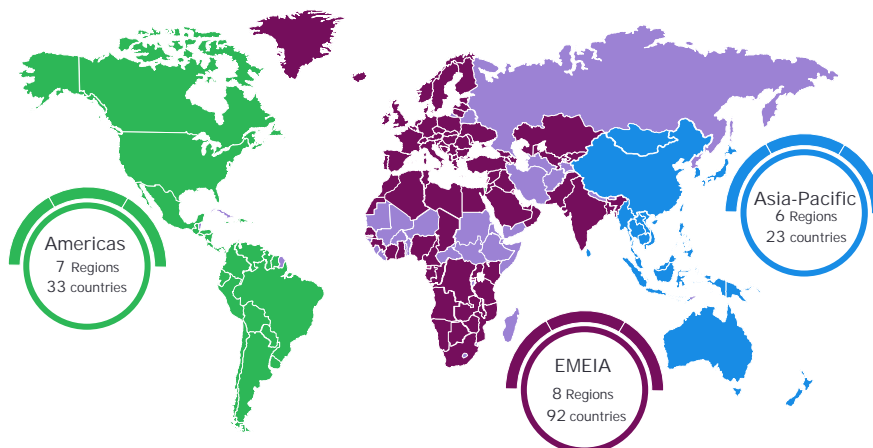 Americas
7 Regions
33 countries
Asia-Pacific
6 Regions
23 countries
EMEIA
8 Regions
92 countries